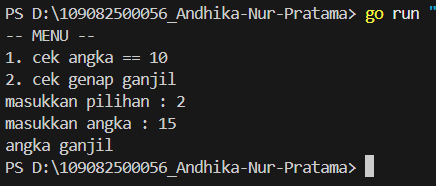 PS D:\109082500056_Andhika-Nur-Pratama> go run "
-- MENU --
1. cek angka == 10
2. cek genap ganjil
masukkan pilihan : 2
masukkan angka : 15
angka ganjil
PS D:\109082500056_Andhika-Nur-Pratama>